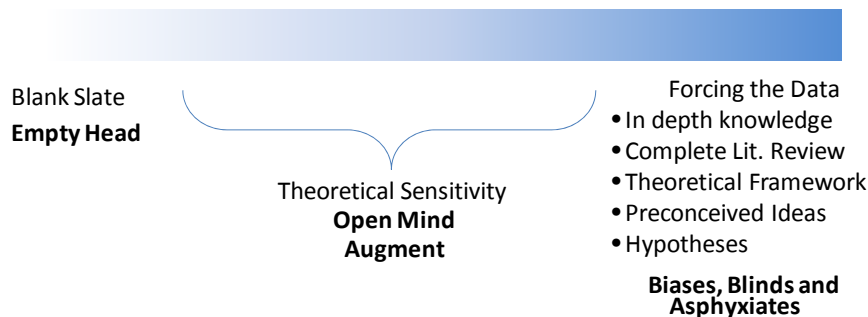 Blank Slate
Empty Head
Theoretical Sensitivity
Open Mind
Augment
Forcing the Data
•In depth knowledge
•Complete Lit. Review
•Theoretical Framework
•Preconceived Ideas
•Hypotheses
Biases, Blinds and
Asphyxiates